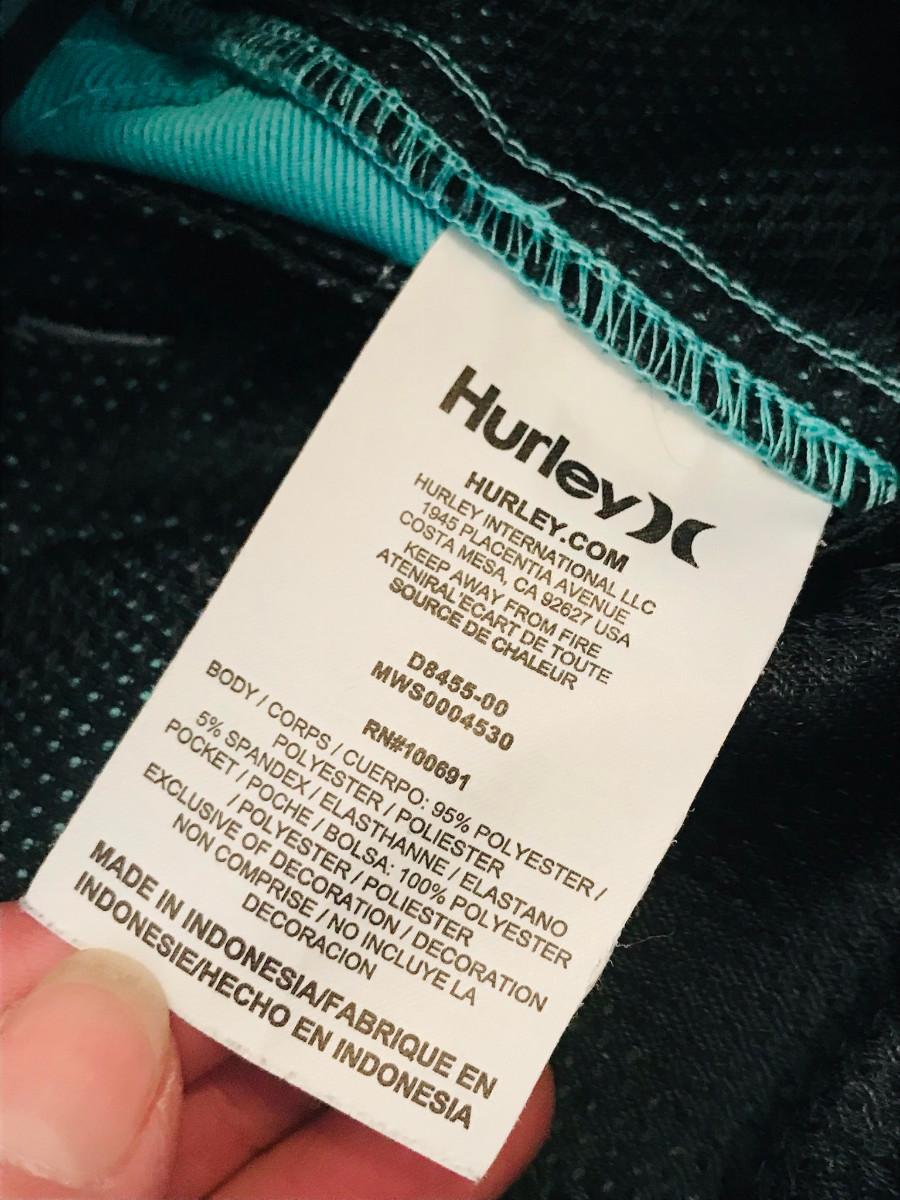 Hurley
HURLEY.COM
HURLEY INTERNATIONAL LLC
1945 PLACENTIA AVENUE
COSTA MESA, CA 92627 USA
KEEP AWAY FROM FIRE
ATENIRAL'ECART DE TOUTE
SOURCE DE CHALEUR
D8455-00
MWS0004530
RN#100691
BODY / CORPS / CUERPO: 95% POLYESTER /
POLYESTER / POLIESTER
5% SPANDEX / ELASTHANNE / ELASTANO
POCKET / POCHE / BOLSA: 100% POLYESTER
/ POLYESTER / POLIESTER
EXCLUSIVE OF DECORATION / DECORATION
NON COMPRISE / NO INCLUYE LA
DECORACION
MADE IN INDONESIA/FABRIQUE EN
INDONESIE/HECHO EN INDONESIA